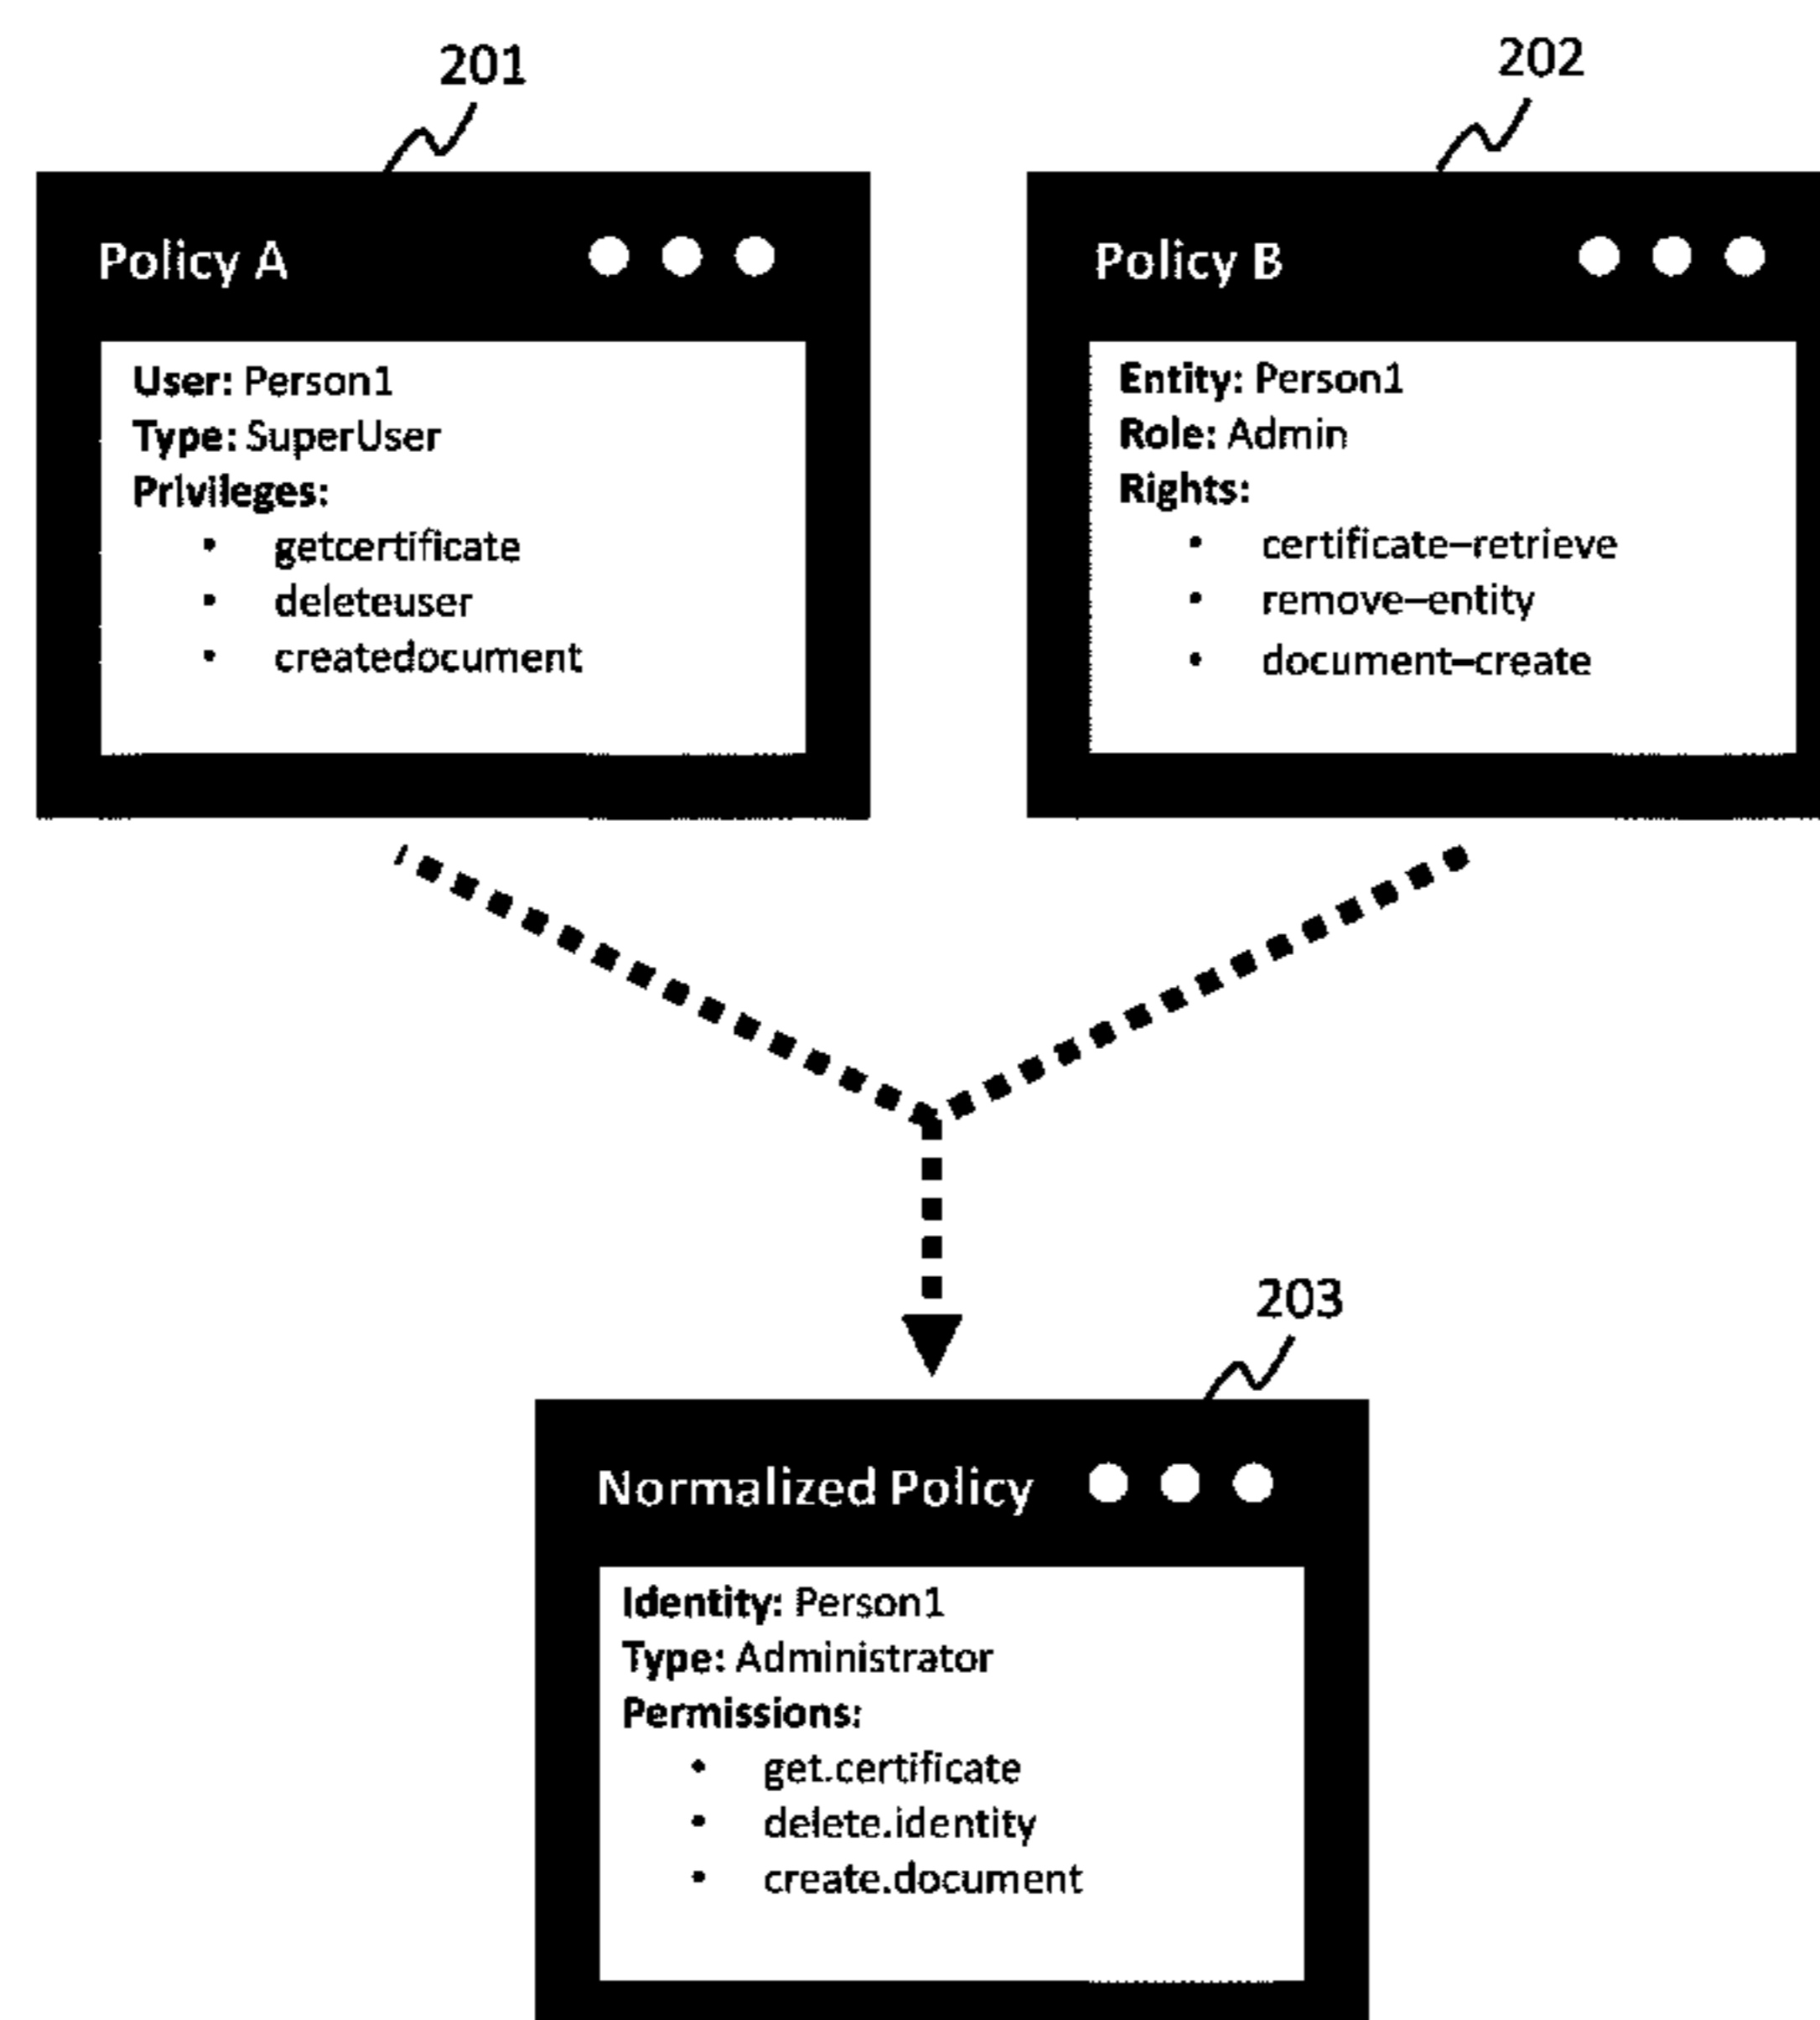 201
202
Policy A
Policy B
User: Person1
Type: SuperUser
Privileges:
• getcertificate
• deleteuser
• createdocument
Entity: Person1
Role: Admin
Rights:
• certificate–retrieve
• remove–entity
• document–create
203
Normalized Policy
Identity: Person1
Type: Administrator
Permissions:
• get.certificate
• delete.identity
• create.document